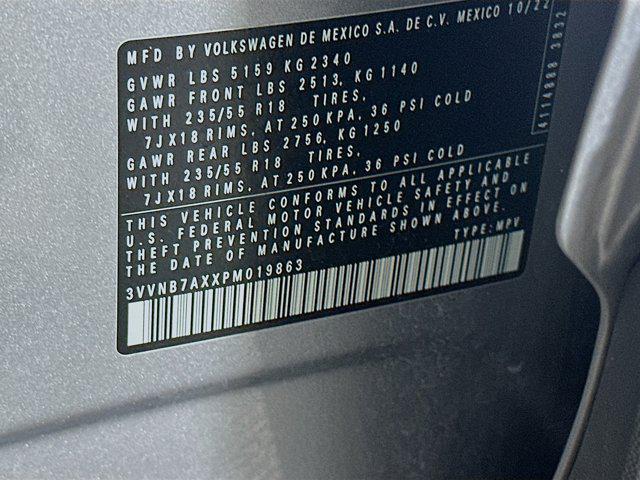 MFD BY VOLKSWAGEN DE MEXICO S.A. DE C.V. MEXICO 10/22
GVWR LBS 5159 KG 2340
GAWR FRONT LBS 2513, KG 1140
WITH 235/55 R18 TIRES,
7JX18 RIMS, AT 250 KPA, 36 PSI COLD
GAWR REAR LBS 2756, KG 1250
WITH 235/55 R18 TIRES,
7JX18 RIMS, AT 250 KPA, 36 PSI COLD
THIS VEHICLE CONFORMS TO ALL APPLICABLE
U.S. FEDERAL MOTOR VEHICLE SAFETY AND
THEFT PREVENTION STANDARDS IN EFFECT ON
THE DATE OF MANUFACTURE SHOWN ABOVE.
TYPE: MPV
3VVNB7AXXPM019863
6114888 3832